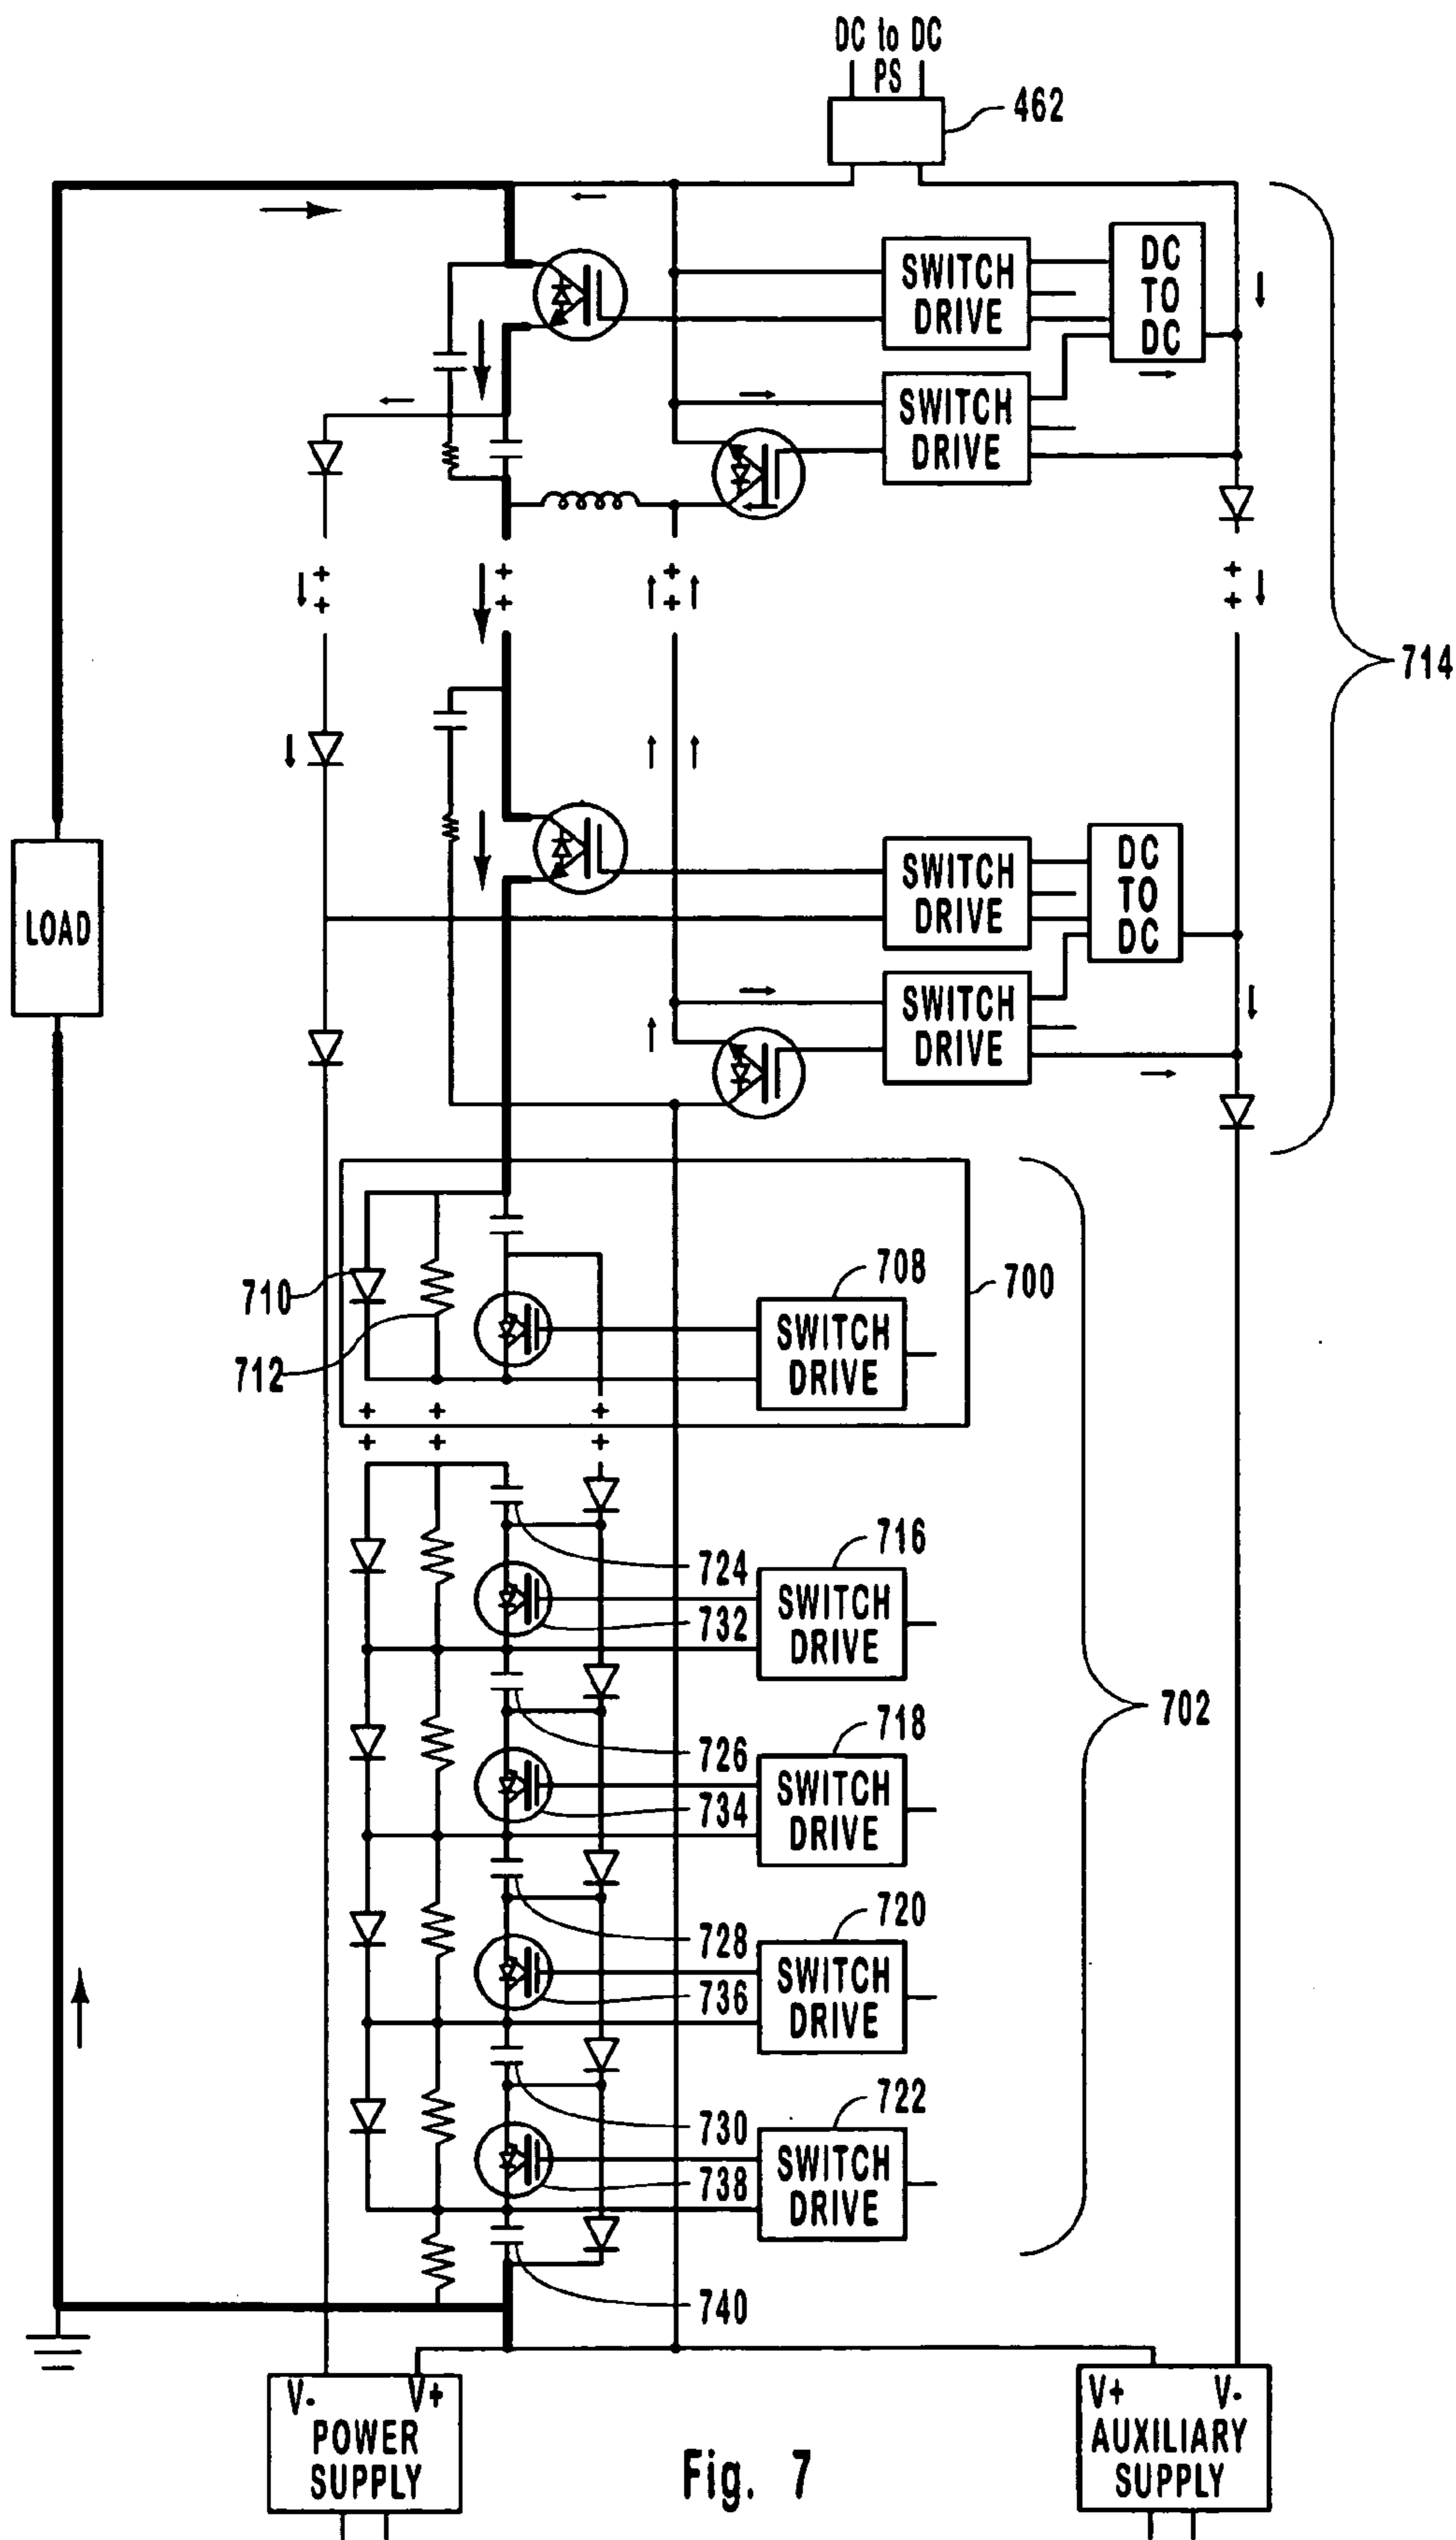 DC to DC
PS
462
SWITCH
DRIVE
DC
TO
DC
SWITCH
DRIVE
714
SWITCH
DRIVE
DC
TO
DC
LOAD
SWITCH
DRIVE
708
700
710
SWITCH
DRIVE
712
716
724
SWITCH
DRIVE
732
702
718
726
SWITCH
DRIVE
734
720
728
SWITCH
DRIVE
736
722
730
SWITCH
DRIVE
738
740
V- V+
POWER
SUPPLY
V+ V-
AUXILIARY
SUPPLY
Fig. 7